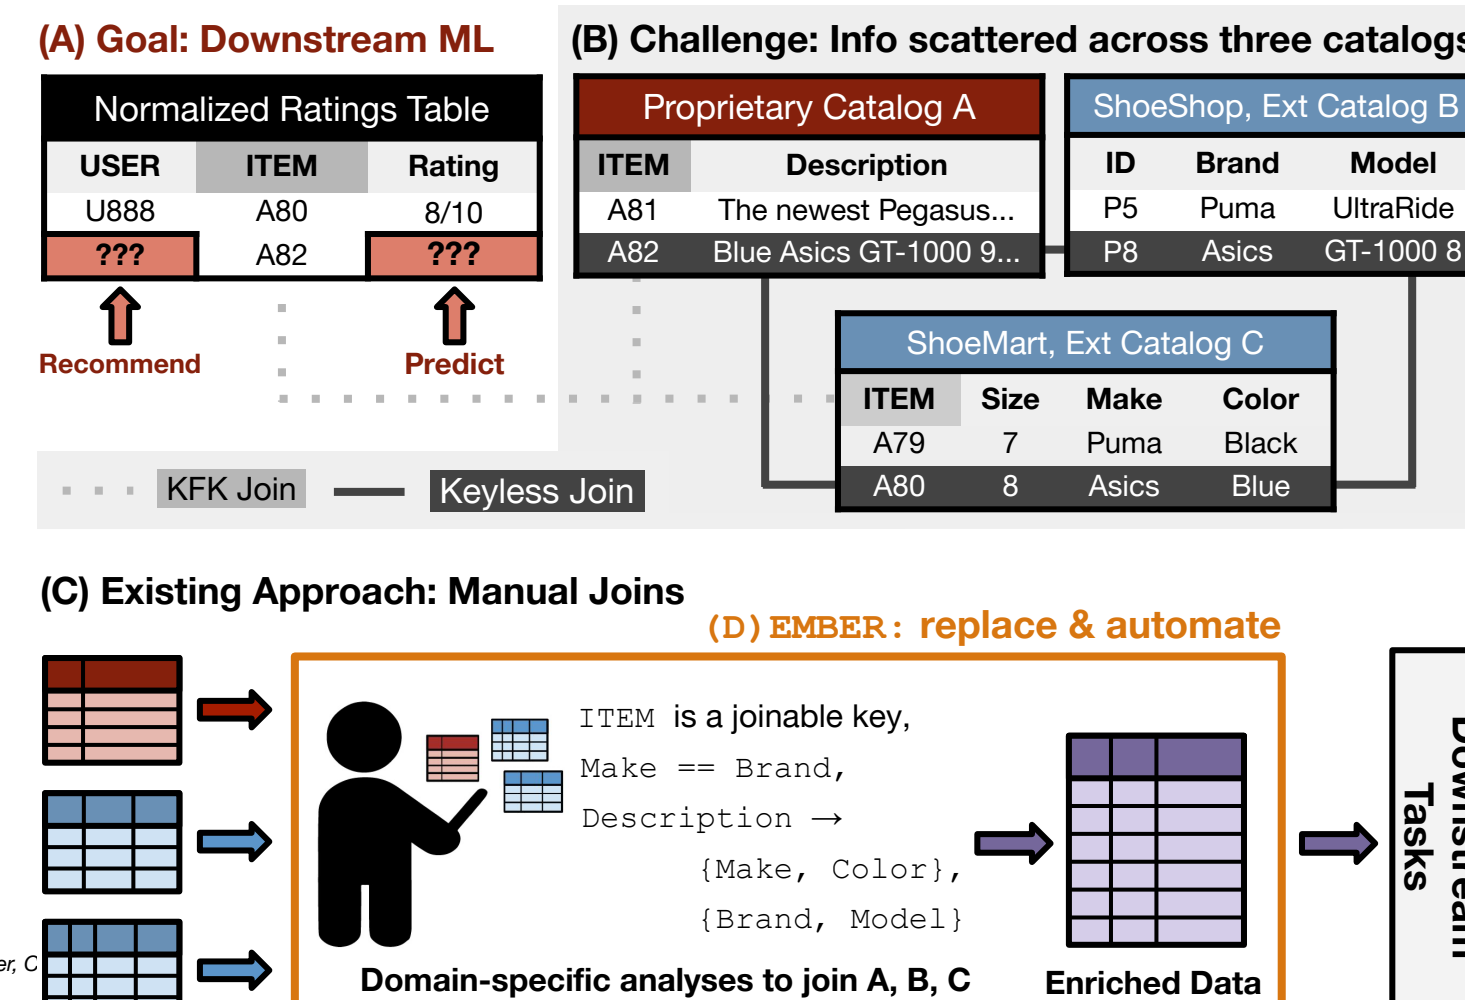 (A) Goal: Downstream ML
Normalized Ratings Table
USER ITEM Rating
U888 A80 8/10
??? A82 ???
Recommend Predict
(B) Challenge: Info scattered across three catalogs
Proprietary Catalog A
ITEM Description
A81 The newest Pegasus...
A82 Blue Asics GT-1000 9...
ShoeShop, Ext Catalog B
ID Brand Model
P5 Puma UltraRide
P8 Asics GT-1000 8
ShoeMart, Ext Catalog C
ITEM Size Make Color
A79 7 Puma Black
A80 8 Asics Blue
KFK Join Keyless Join
(C) Existing Approach: Manual Joins
(D) EMBER: replace & automate
ITEM is a joinable key,
Make == Brand,
Description →
{Make, Color},
{Brand, Model}
Domain-specific analyses to join A, B, C
Enriched Data
Downstream
Tasks
er, C